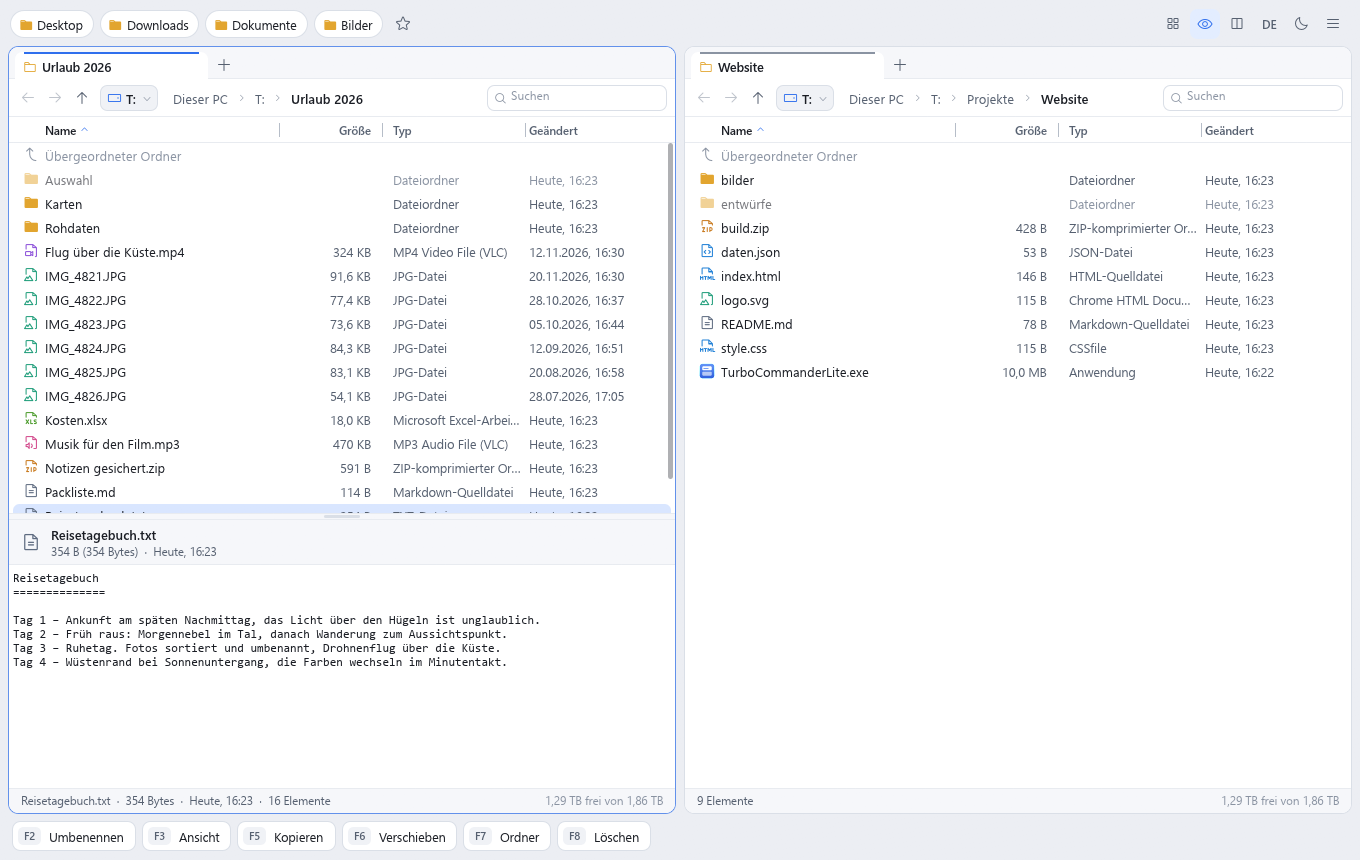 Desktop Downloads Dokumente Bilder DE
Urlaub 2026
T: Dieser PC T: Urlaub 2026 Suchen
Name Größe Typ Geändert
Übergeordneter Ordner
Auswahl Dateiordner Heute, 16:23
Karten Dateiordner Heute, 16:23
Rohdaten Dateiordner Heute, 16:23
Flug über die Küste.mp4 324 KB MP4 Video File (VLC) 12.11.2026, 16:30
IMG_4821.JPG 91,6 KB JPG-Datei 20.11.2026, 16:30
IMG_4822.JPG 77,4 KB JPG-Datei 28.10.2026, 16:37
IMG_4823.JPG 73,6 KB JPG-Datei 05.10.2026, 16:44
IMG_4824.JPG 84,3 KB JPG-Datei 12.09.2026, 16:51
IMG_4825.JPG 83,1 KB JPG-Datei 20.08.2026, 16:58
IMG_4826.JPG 54,1 KB JPG-Datei 28.07.2026, 17:05
XLS Kosten.xlsx 18,0 KB Microsoft Excel-Arbei... Heute, 16:23
Musik für den Film.mp3 470 KB MP3 Audio File (VLC) Heute, 16:23
ZIP Notizen gesichert.zip 591 B ZIP-komprimierter Or... Heute, 16:23
Packliste.md 114 B Markdown-Quelldatei Heute, 16:23
Reisetagebuch.txt
354 B (354 Bytes) · Heute, 16:23
Reisetagebuch
==============
Tag 1 – Ankunft am späten Nachmittag, das Licht über den Hügeln ist unglaublich.
Tag 2 – Früh raus: Morgennebel im Tal, danach Wanderung zum Aussichtspunkt.
Tag 3 – Ruhetag. Fotos sortiert und umbenannt, Drohnenflug über die Küste.
Tag 4 – Wüstenrand bei Sonnenuntergang, die Farben wechseln im Minutentakt.
Reisetagebuch.txt · 354 Bytes · Heute, 16:23 · 16 Elemente 1,29 TB frei von 1,86 TB
Website
T: Dieser PC T: Projekte Website Suchen
Name Größe Typ Geändert
Übergeordneter Ordner
bilder Dateiordner Heute, 16:23
entwürfe Dateiordner Heute, 16:23
ZIP build.zip 428 B ZIP-komprimierter Or... Heute, 16:23
daten.json 53 B JSON-Datei Heute, 16:23
HTML index.html 146 B HTML-Quelldatei Heute, 16:23
logo.svg 115 B Chrome HTML Docu... Heute, 16:23
README.md 78 B Markdown-Quelldatei Heute, 16:23
HTML style.css 115 B CSSfile Heute, 16:23
TurboCommanderLite.exe 10,0 MB Anwendung Heute, 16:22
9 Elemente 1,29 TB frei von 1,86 TB
F2 Umbenennen F3 Ansicht F5 Kopieren F6 Verschieben F7 Ordner F8 Löschen